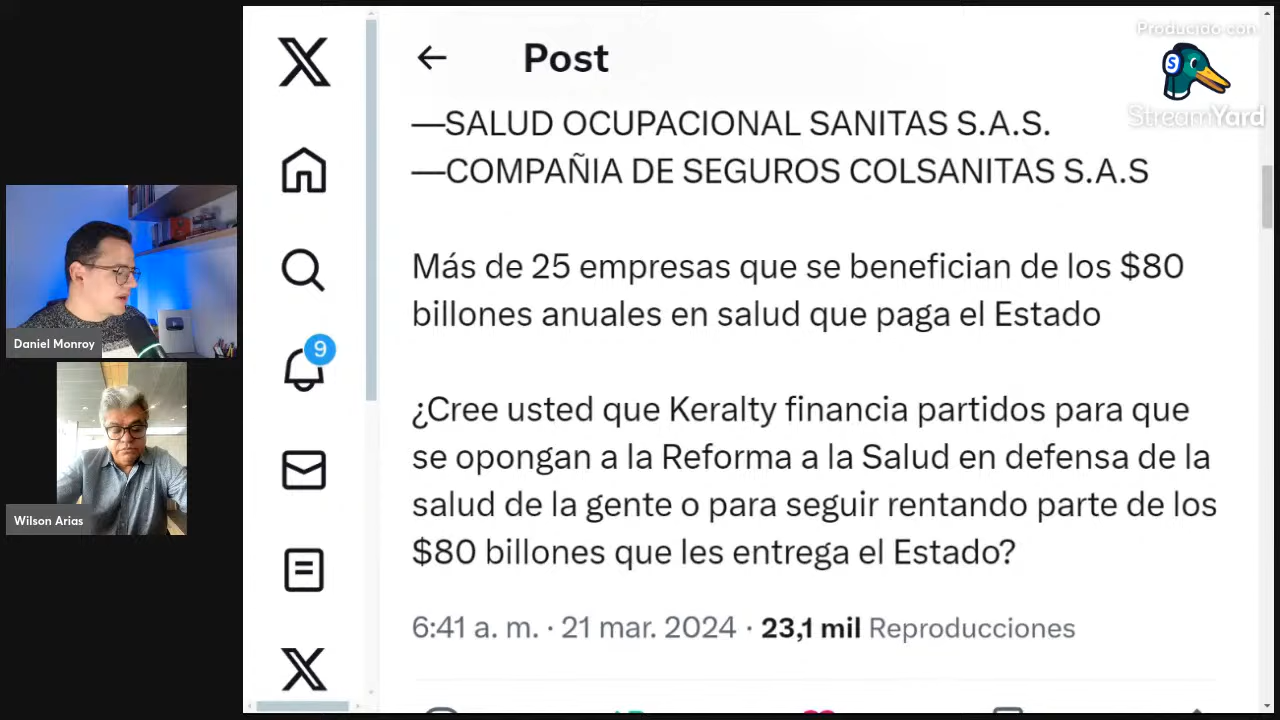 Producido con
StreamYard
Post
—SALUD OCUPACIONAL SANITAS S.A.S.
—COMPAÑIA DE SEGUROS COLSANITAS S.A.S
Más de 25 empresas que se benefician de los $80
billones anuales en salud que paga el Estado
¿Cree usted que Keralty financia partidos para que
se opongan a la Reforma a la Salud en defensa de la
salud de la gente o para seguir rentando parte de los
$80 billones que les entrega el Estado?
6:41 a. m. · 21 mar. 2024 · 23,1 mil Reproducciones
9
Daniel Monroy
Wilson Arias